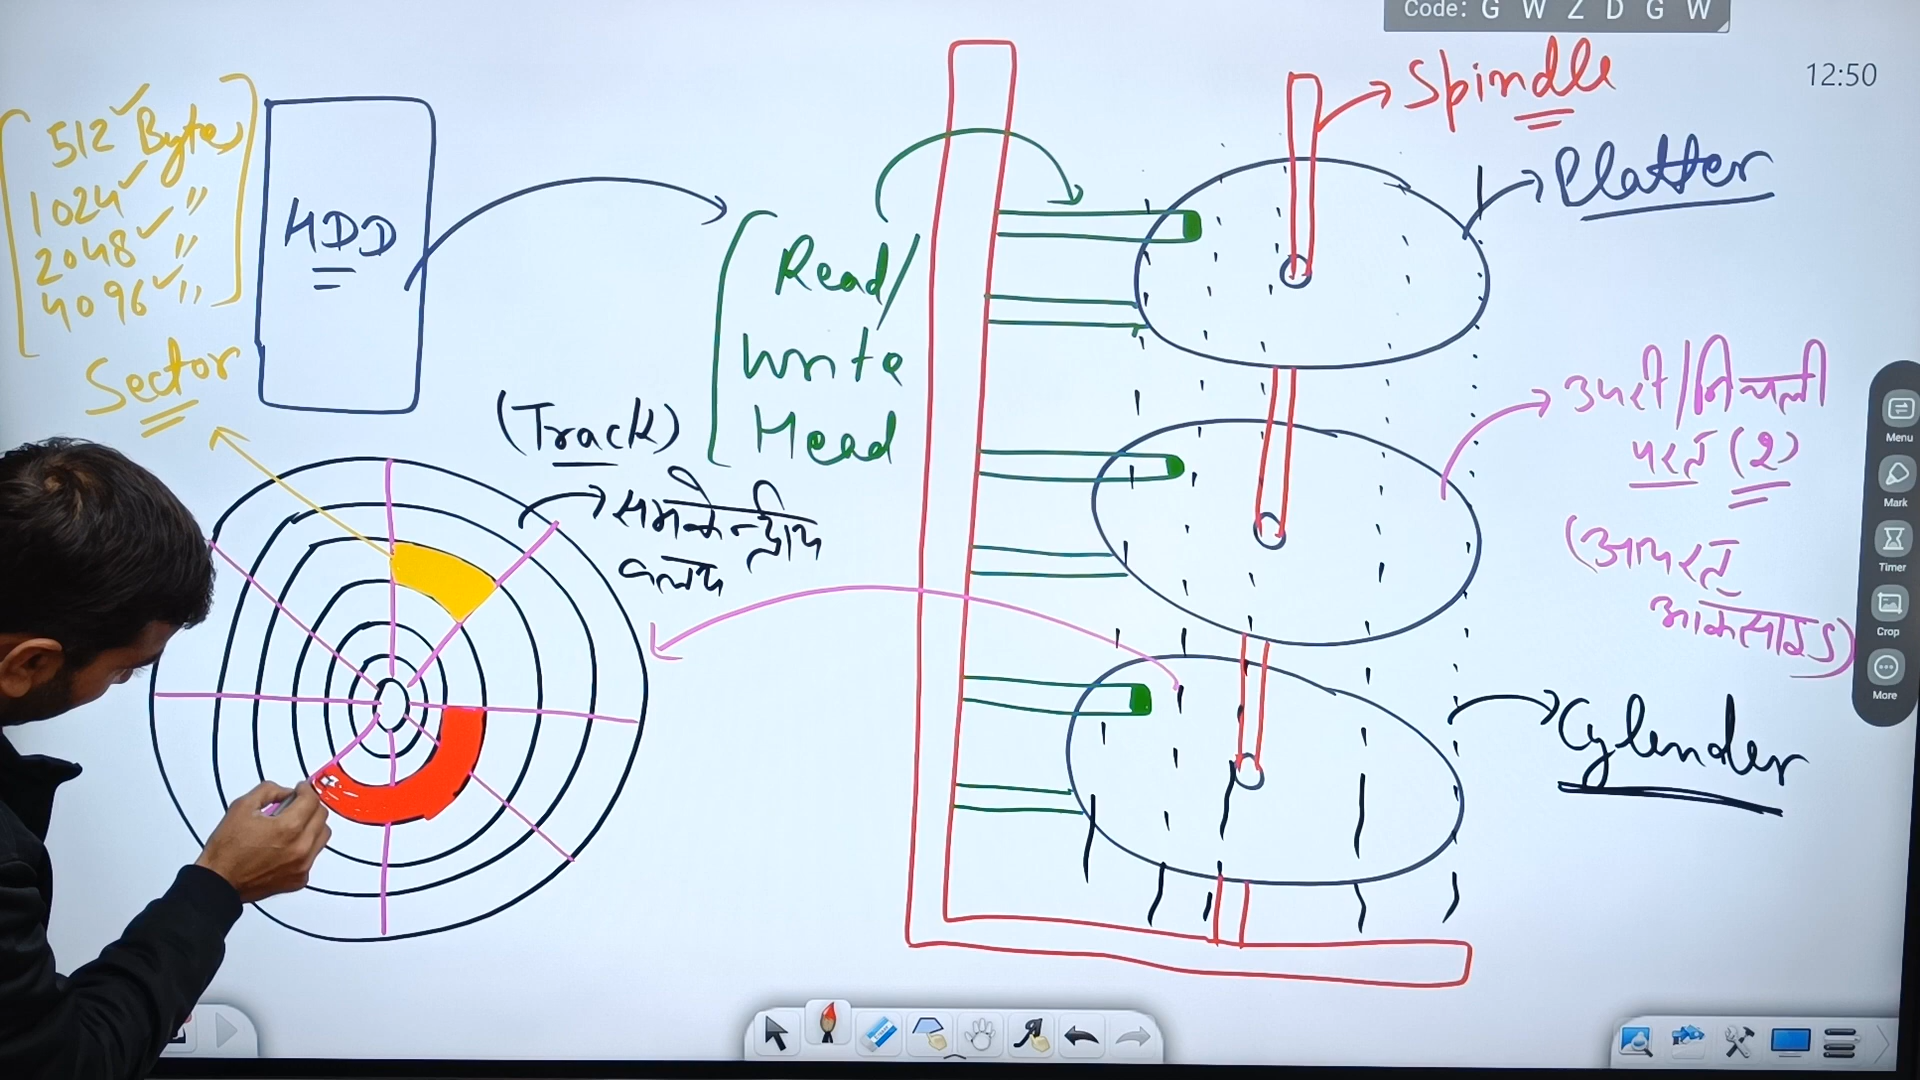 Code: G W Z D G W
12:50
Spindle
Platter
512 Byte
1024 "
2048 "
4096 "
Sector
HDD
Read/
Write
Head
(Track)
समकेन्द्रीय
वलय
उपरी/निचली
परत (2)
(आयरन
आक्साइड)
Cylender
Menu
Mark
Timer
Crop
More